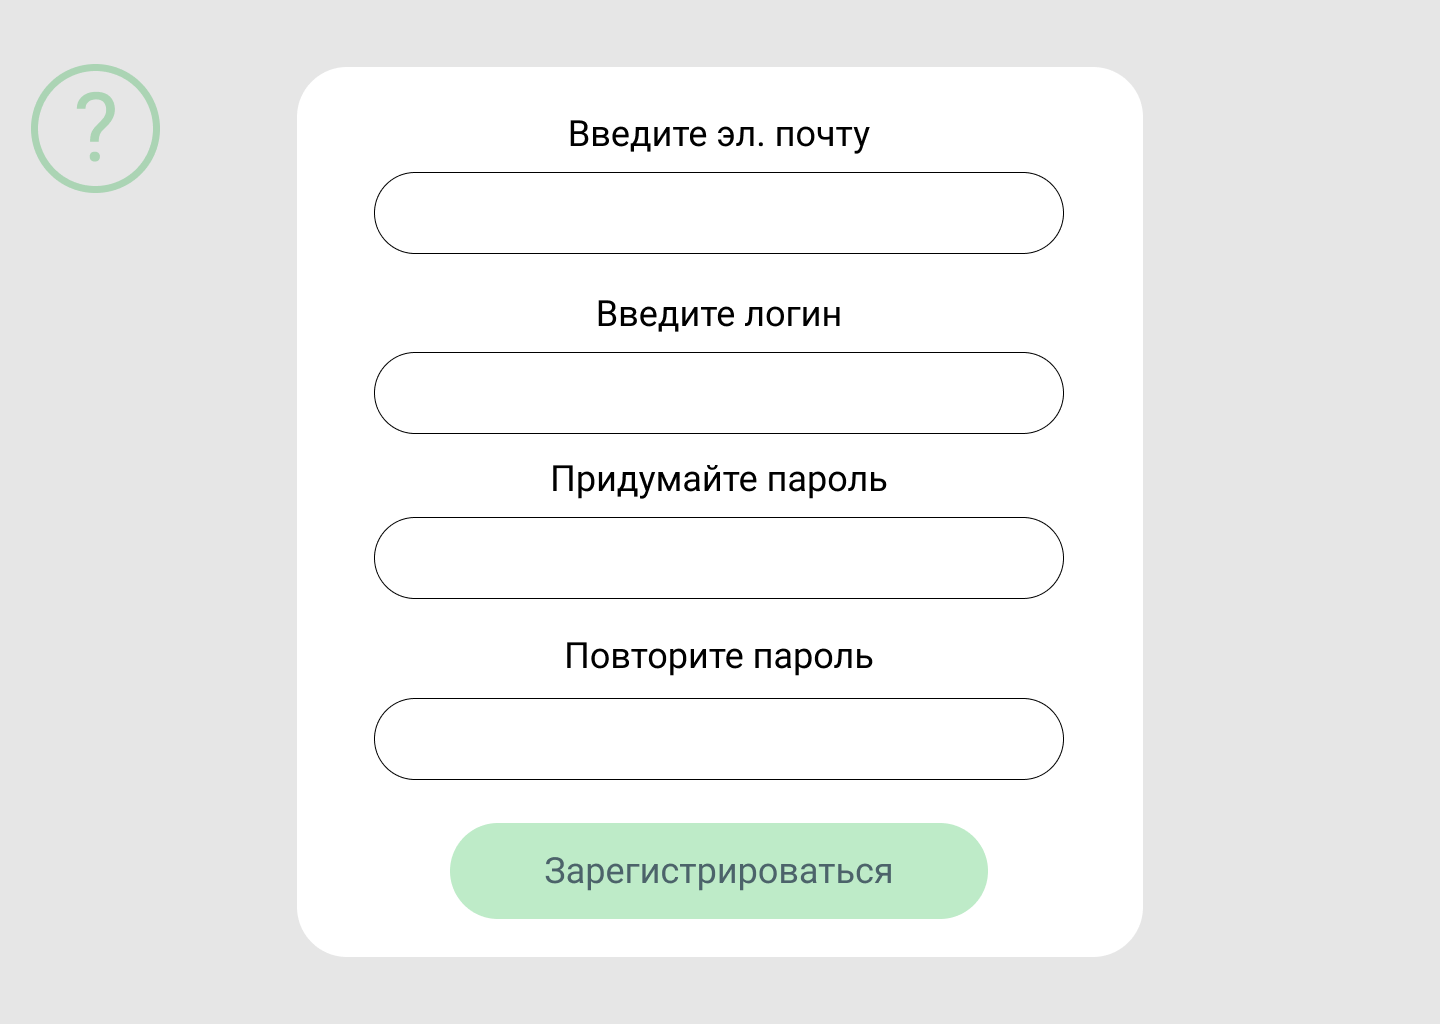 ?
Введите эл. почту
Введите логин
Придумайте пароль
Повторите пароль
Зарегистрироваться